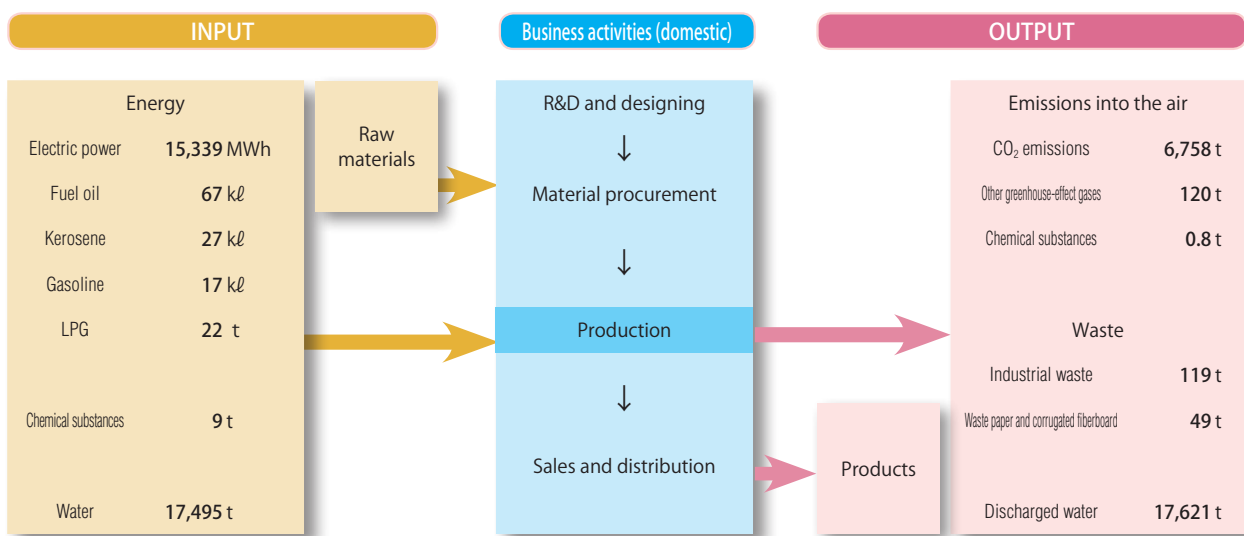 INPUT
Business activities (domestic)
OUTPUT
Energy
Electric power 15,339 MWh
Fuel oil 67 kℓ
Kerosene 27 kℓ
Gasoline 17 kℓ
LPG 22 t
Chemical substances 9 t
Water 17,495 t
Raw
materials
R&D and designing
↓
Material procurement
↓
Production
↓
Sales and distribution
Products
Emissions into the air
CO₂ emissions 6,758 t
Other greenhouse-effect gases 120 t
Chemical substances 0.8 t
Waste
Industrial waste 119 t
Waste paper and corrugated fiberboard 49 t
Discharged water 17,621 t